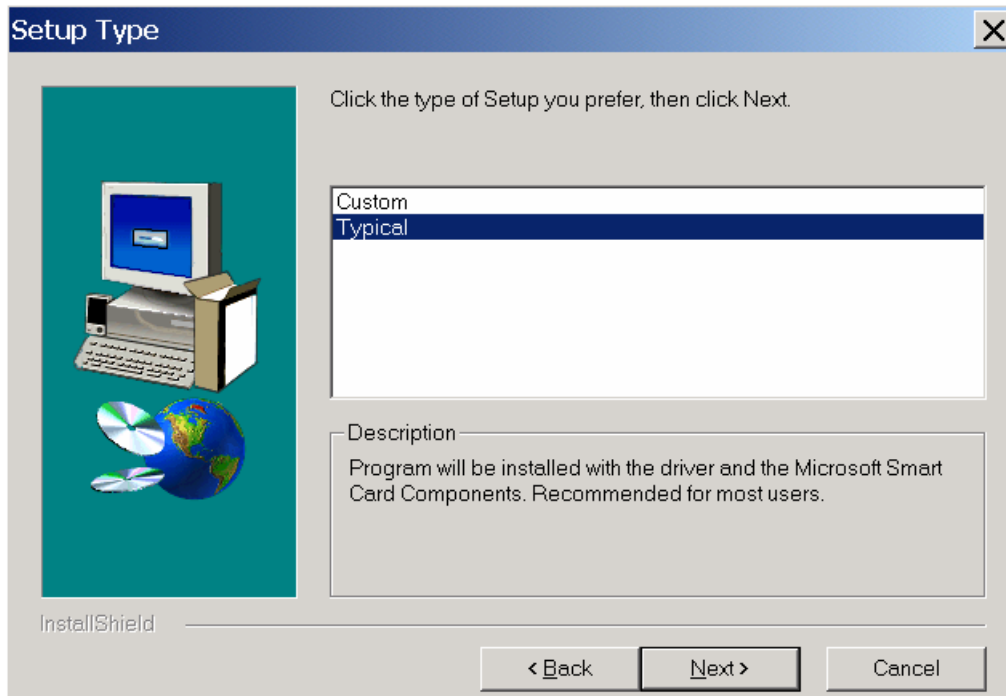 Setup Type
Click the type of Setup you prefer, then click Next.
Custom
Typical
Description
Program will be installed with the driver and the Microsoft Smart
Card Components. Recommended for most users.
InstallShield
< Back
Next >
Cancel